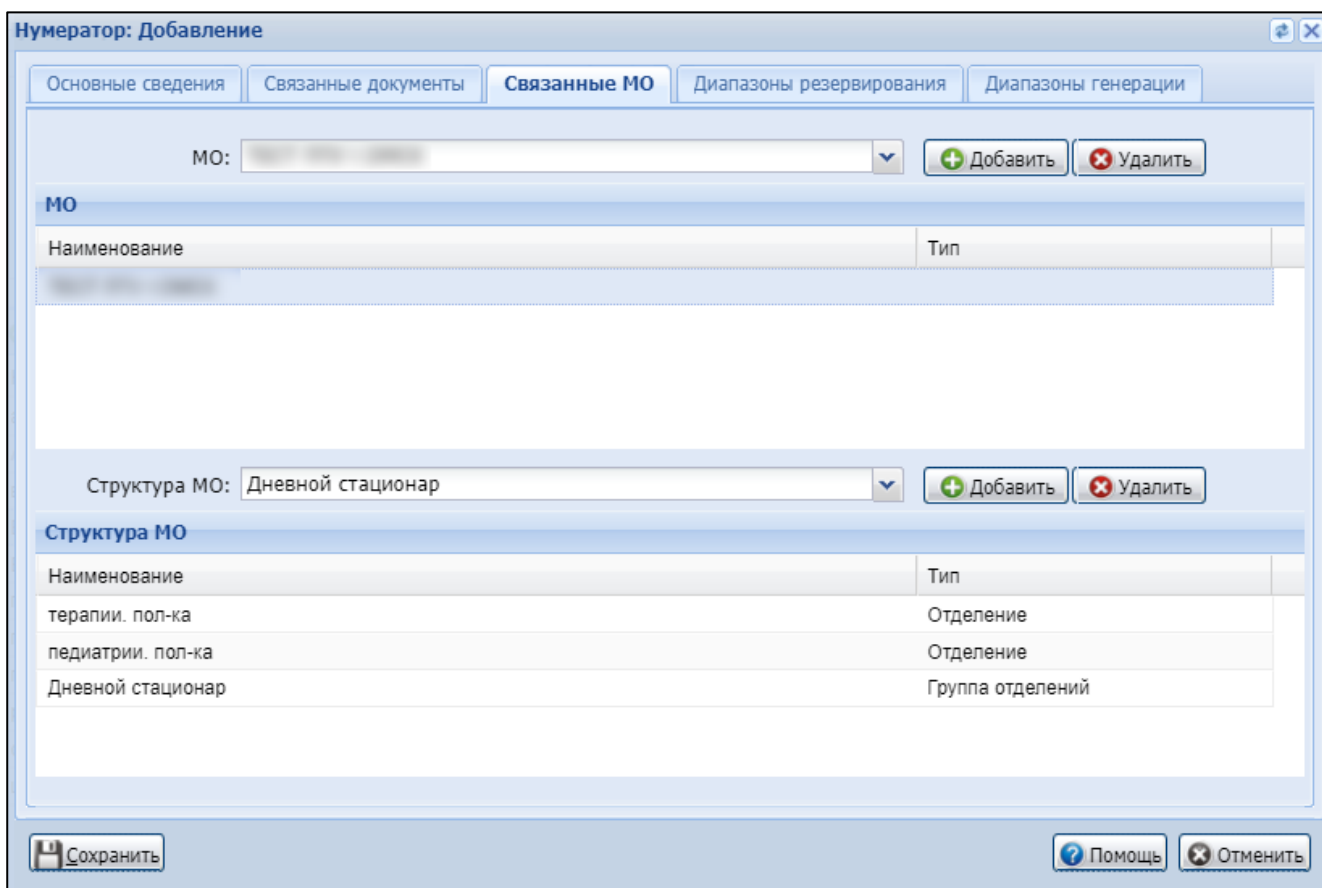 Нумератор: Добавление
Основные сведения Связанные документы Связанные МО Диапазоны резервирования Диапазоны генерации
МО: Добавить Удалить
МО
Наименование Тип
Структура МО: Дневной стационар Добавить Удалить
Структура МО
Наименование Тип
терапии. пол-ка Отделение
педиатрии. пол-ка Отделение
Дневной стационар Группа отделений
Сохранить Помощь Отменить